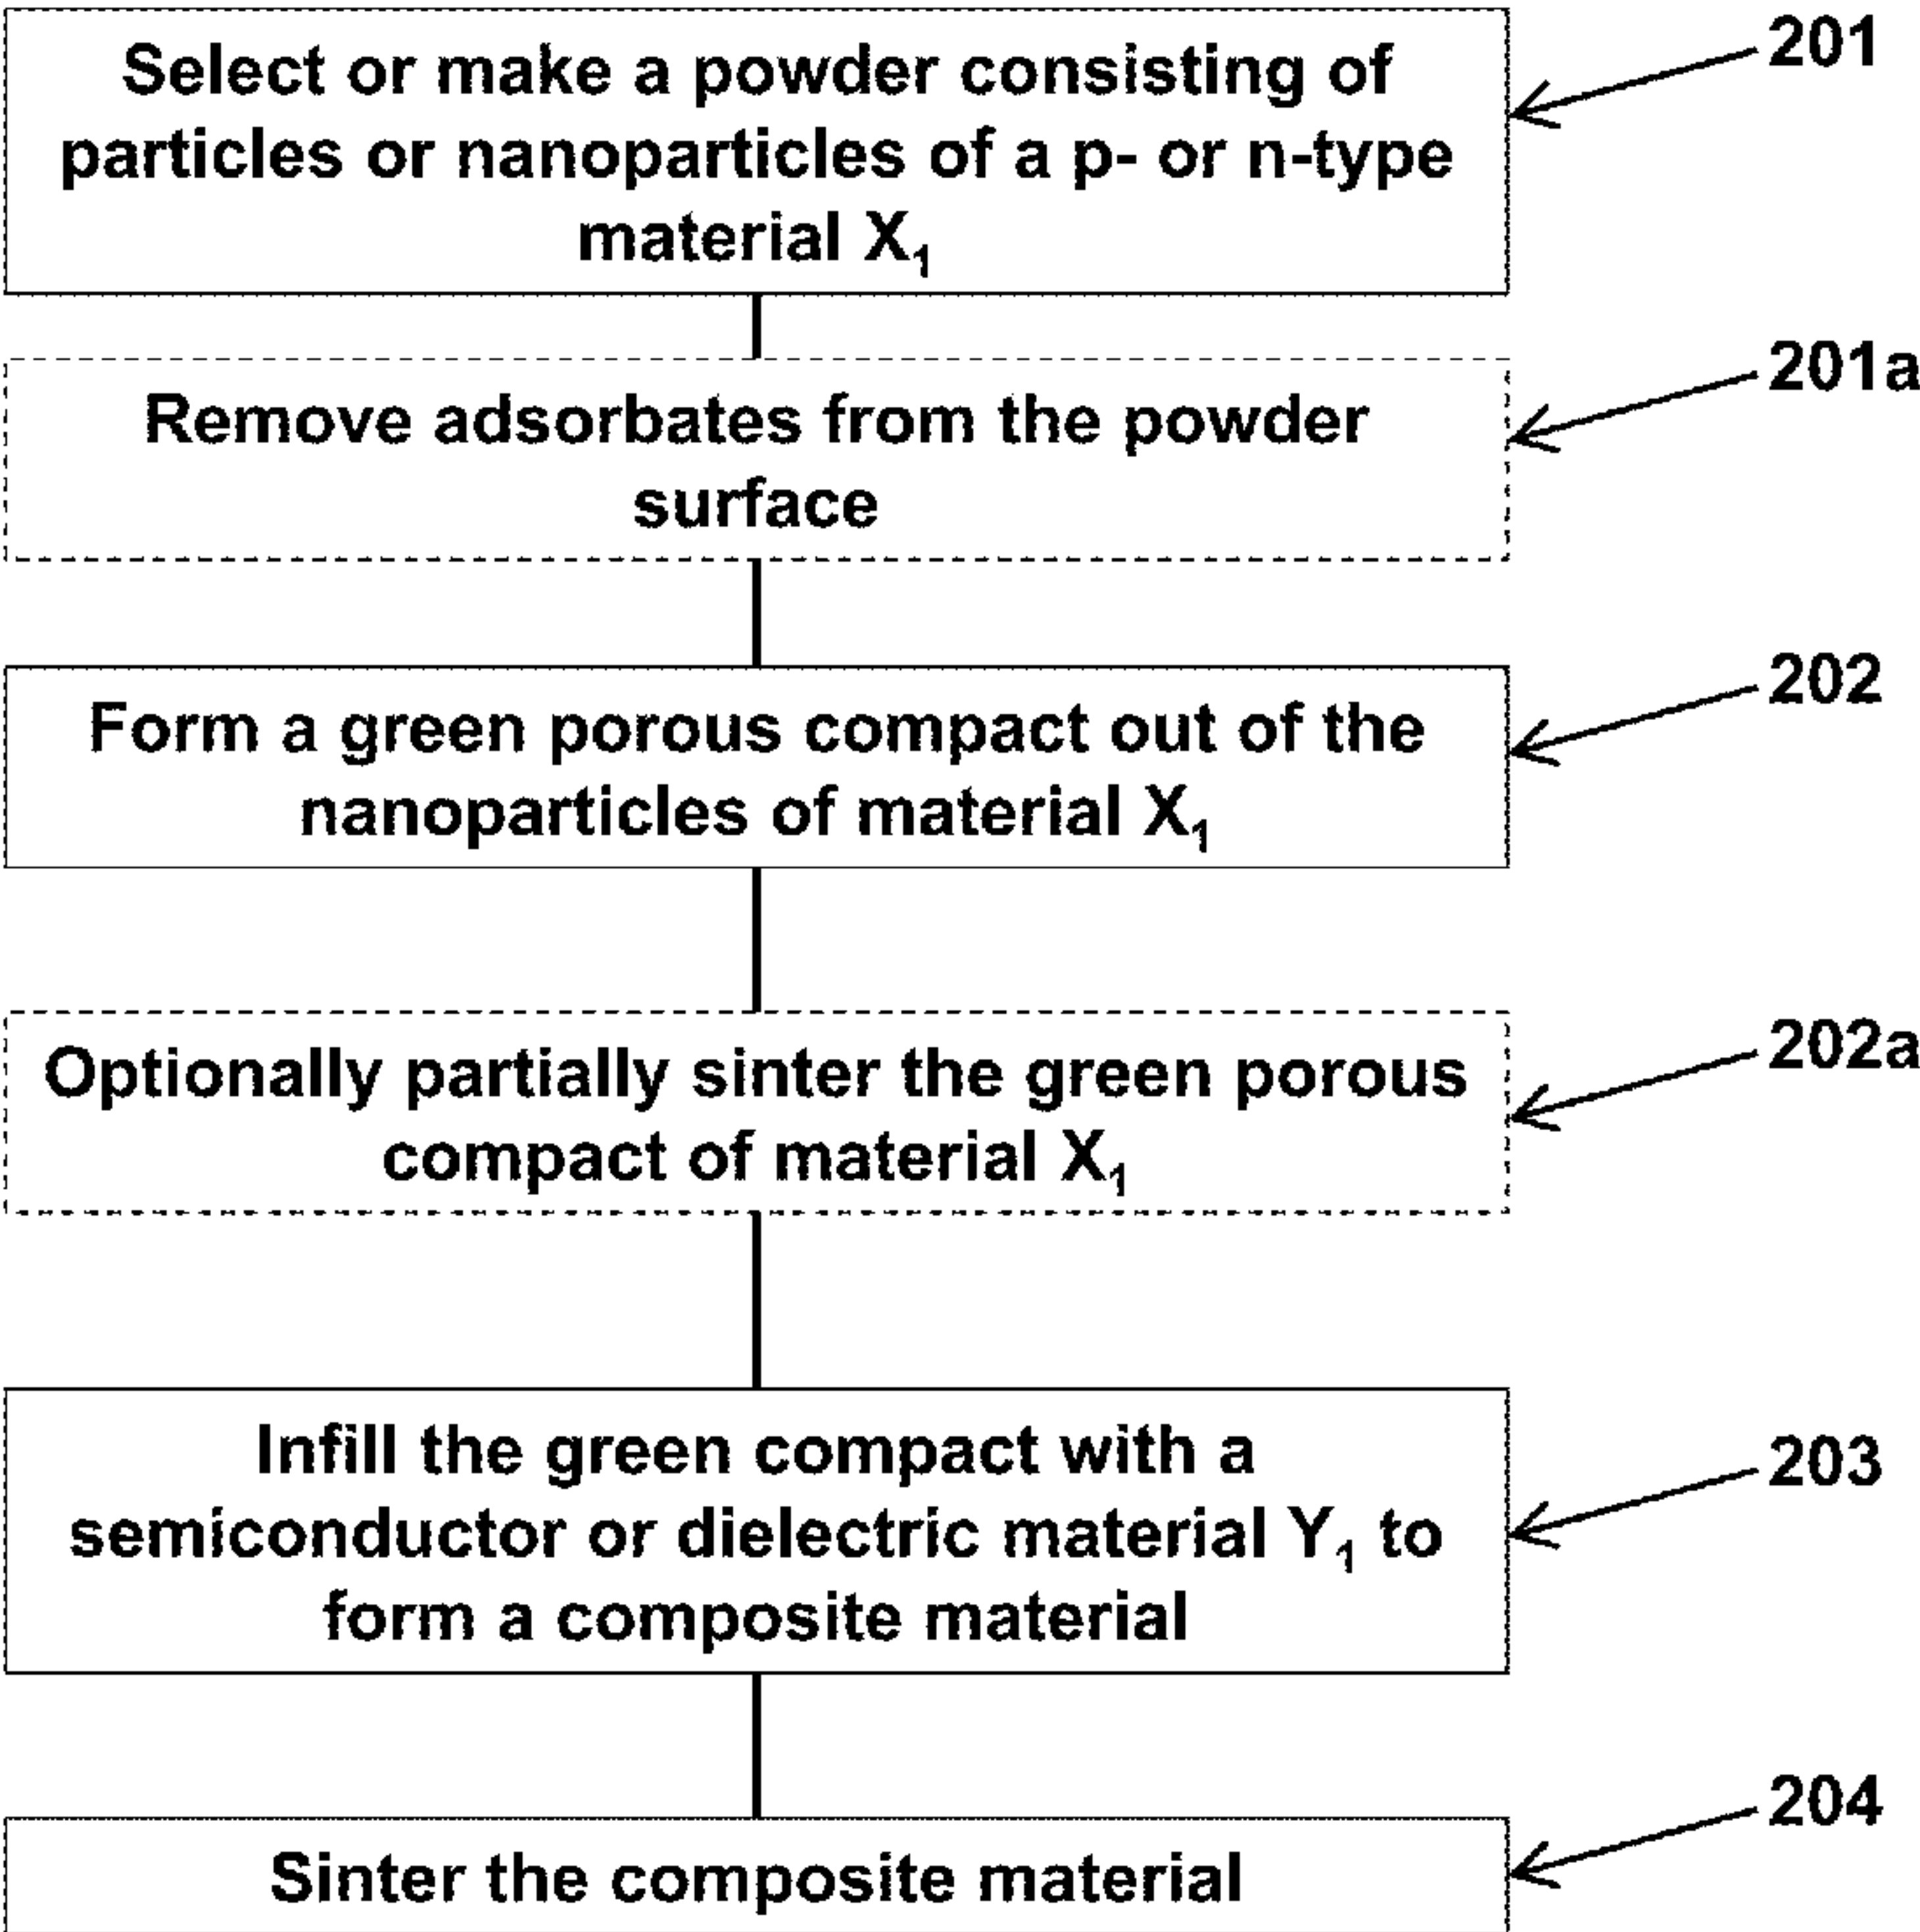 Select or make a powder consisting of
particles or nanoparticles of a p- or n-type
material X₁
201
Remove adsorbates from the powder
surface
201a
Form a green porous compact out of the
nanoparticles of material X₁
202
Optionally partially sinter the green porous
compact of material X₁
202a
Infill the green compact with a
semiconductor or dielectric material Y₁ to
form a composite material
203
Sinter the composite material
204